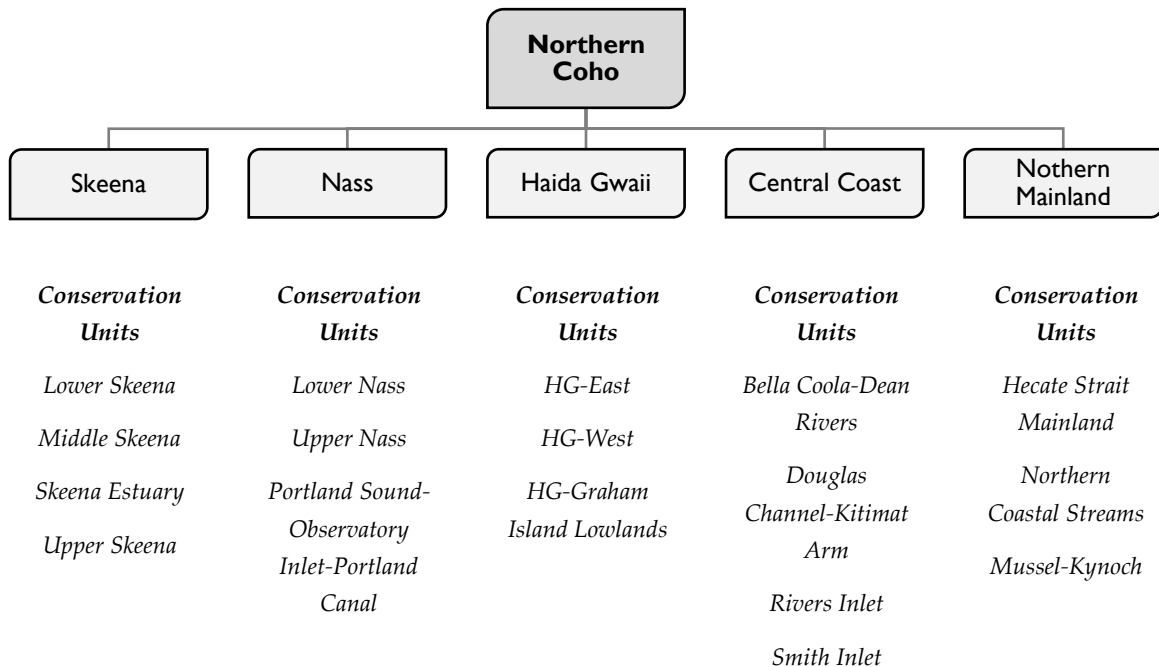 Northern
Coho
Skeena
Nass
Haida Gwaii
Central Coast
Nothern
Mainland
Conservation
Units
Lower Skeena
Middle Skeena
Skeena Estuary
Upper Skeena
Conservation
Units
Lower Nass
Upper Nass
Portland Sound-
Observatory
Inlet-Portland
Canal
Conservation
Units
HG-East
HG-West
HG-Graham
Island Lowlands
Conservation
Units
Bella Coola-Dean
Rivers
Douglas
Channel-Kitimat
Arm
Rivers Inlet
Smith Inlet
Conservation
Units
Hecate Strait
Mainland
Northern
Coastal Streams
Mussel-Kynoch